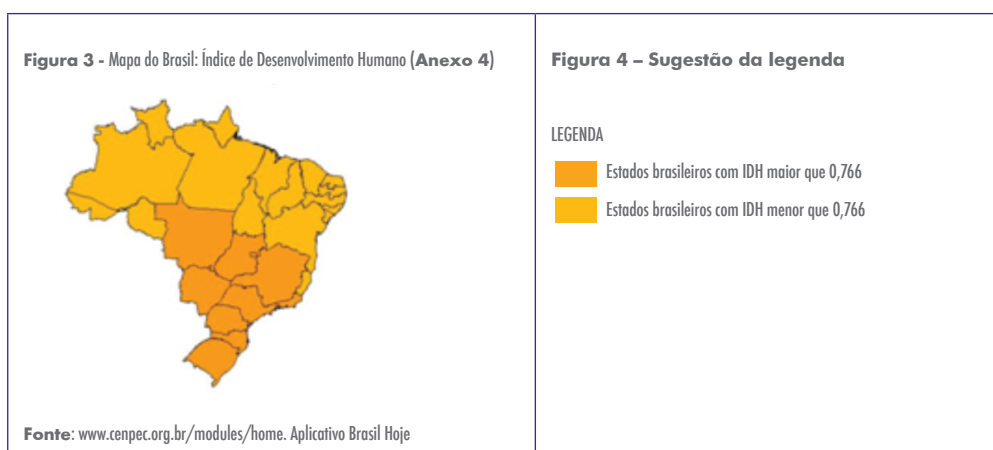 Figura 3 - Mapa do Brasil: Índice de Desenvolvimento Humano (Anexo 4)
Fonte: www.cenpec.org.br/modules/home. Aplicativo Brasil Hoje
Figura 4 – Sugestão da legenda
LEGENDA
Estados brasileiros com IDH maior que 0,766
Estados brasileiros com IDH menor que 0,766